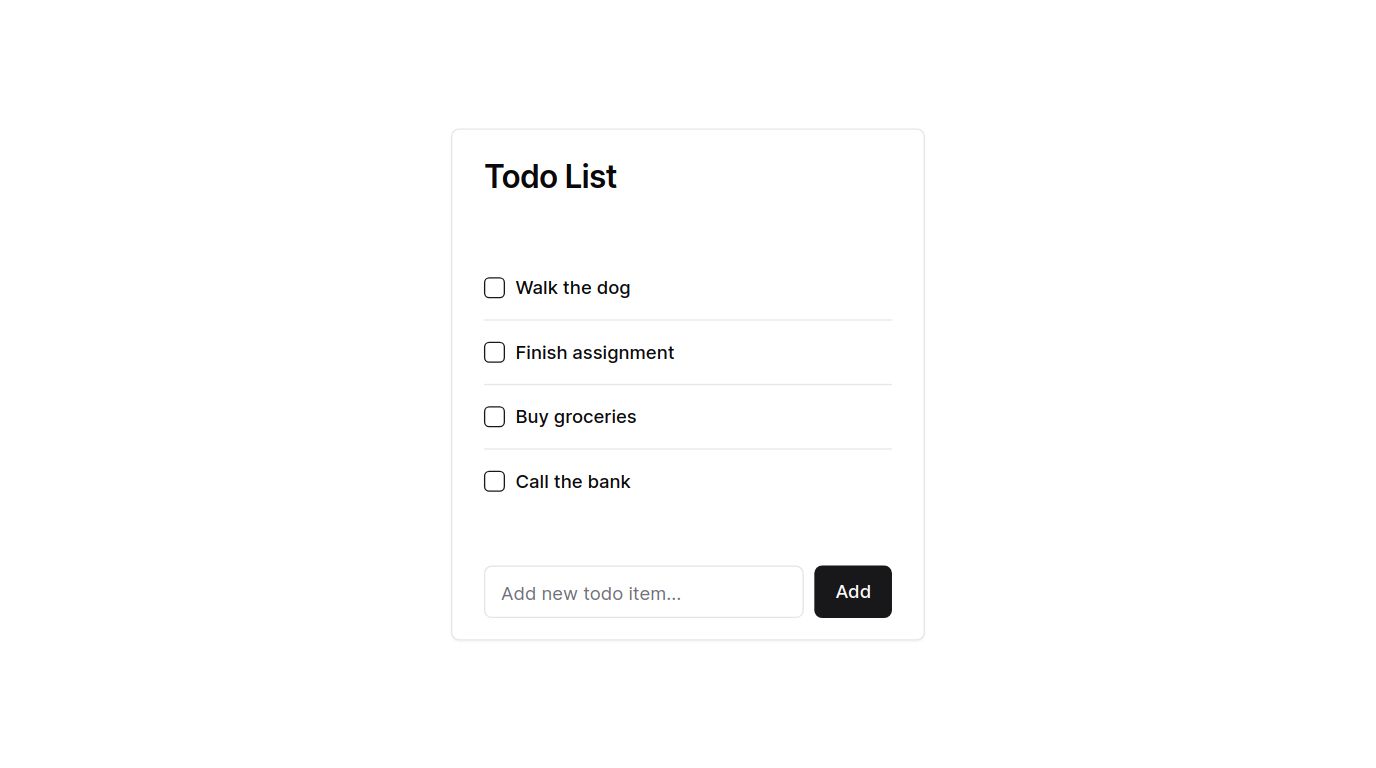 Todo List
Walk the dog
Finish assignment
Buy groceries
Call the bank
Add new todo item...
Add